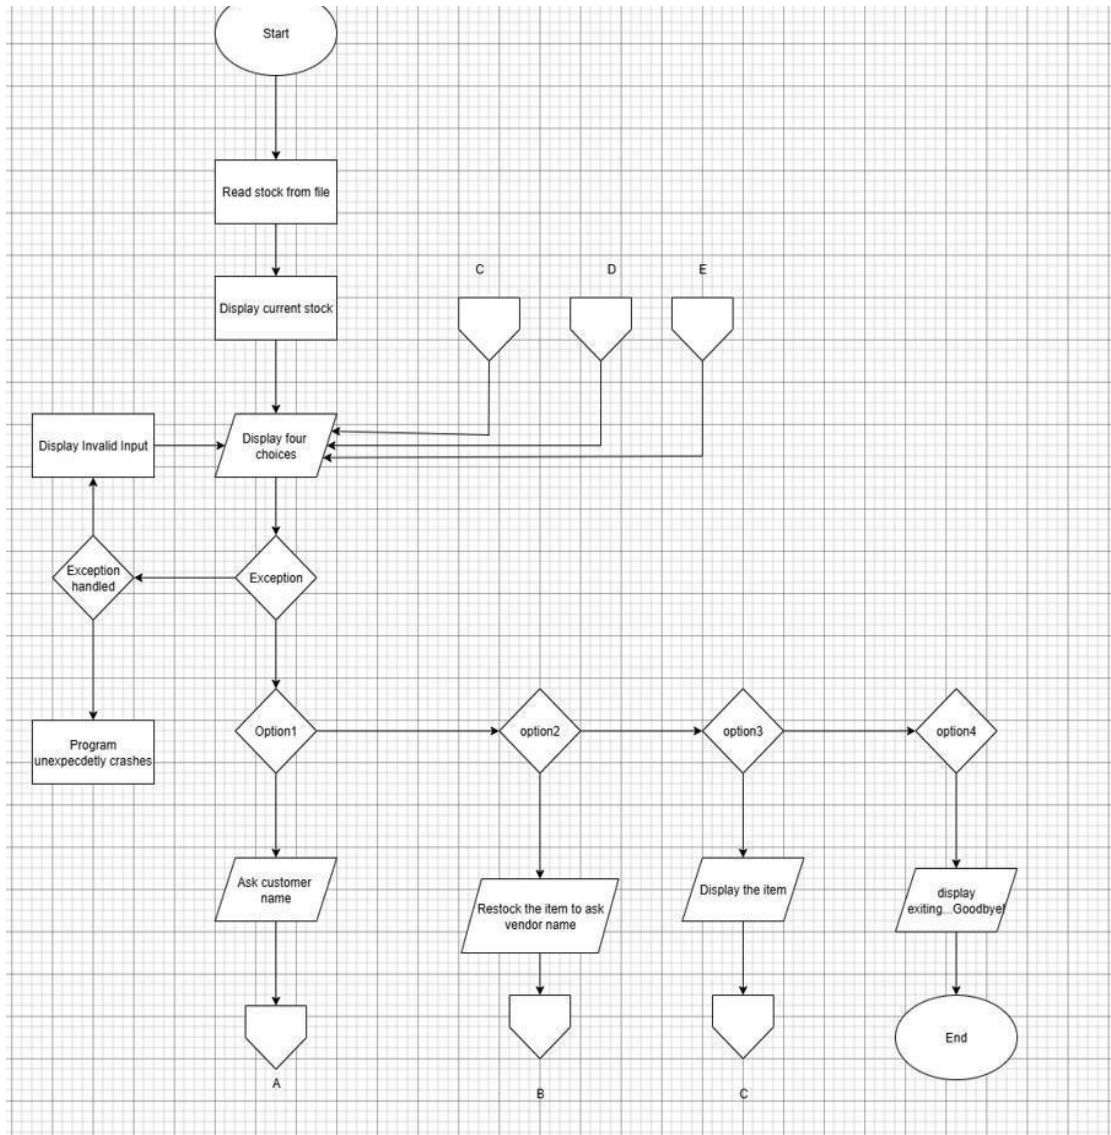 Start
Read stock from file
C
D
E
Display current stock
Display Invalid Input
Display four
choices
Exception
handled
Exception
Option1
option2
option3
option4
Program
unexpecdetly crashes
Ask customer
name
Restock the item to ask
vendor name
Display the item
display
exiting...Goodbye!
End
A
B
C